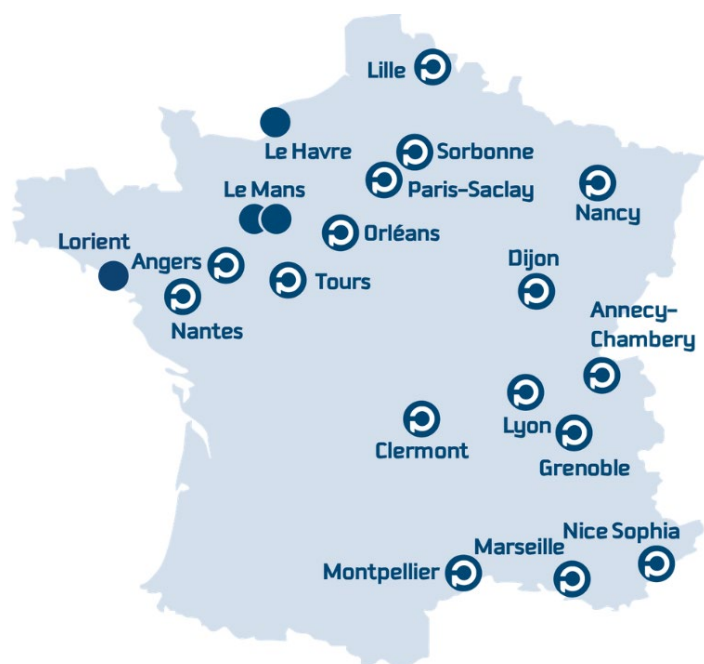 Lille
Le Havre
Sorbonne
Le Mans
Paris-Saclay
Nancy
Lorient
Orléans
Angers
Dijon
Tours
Nantes
Annecy-
Chambery
Lyon
Clermont
Grenoble
Nice Sophia
Marseille
Montpellier